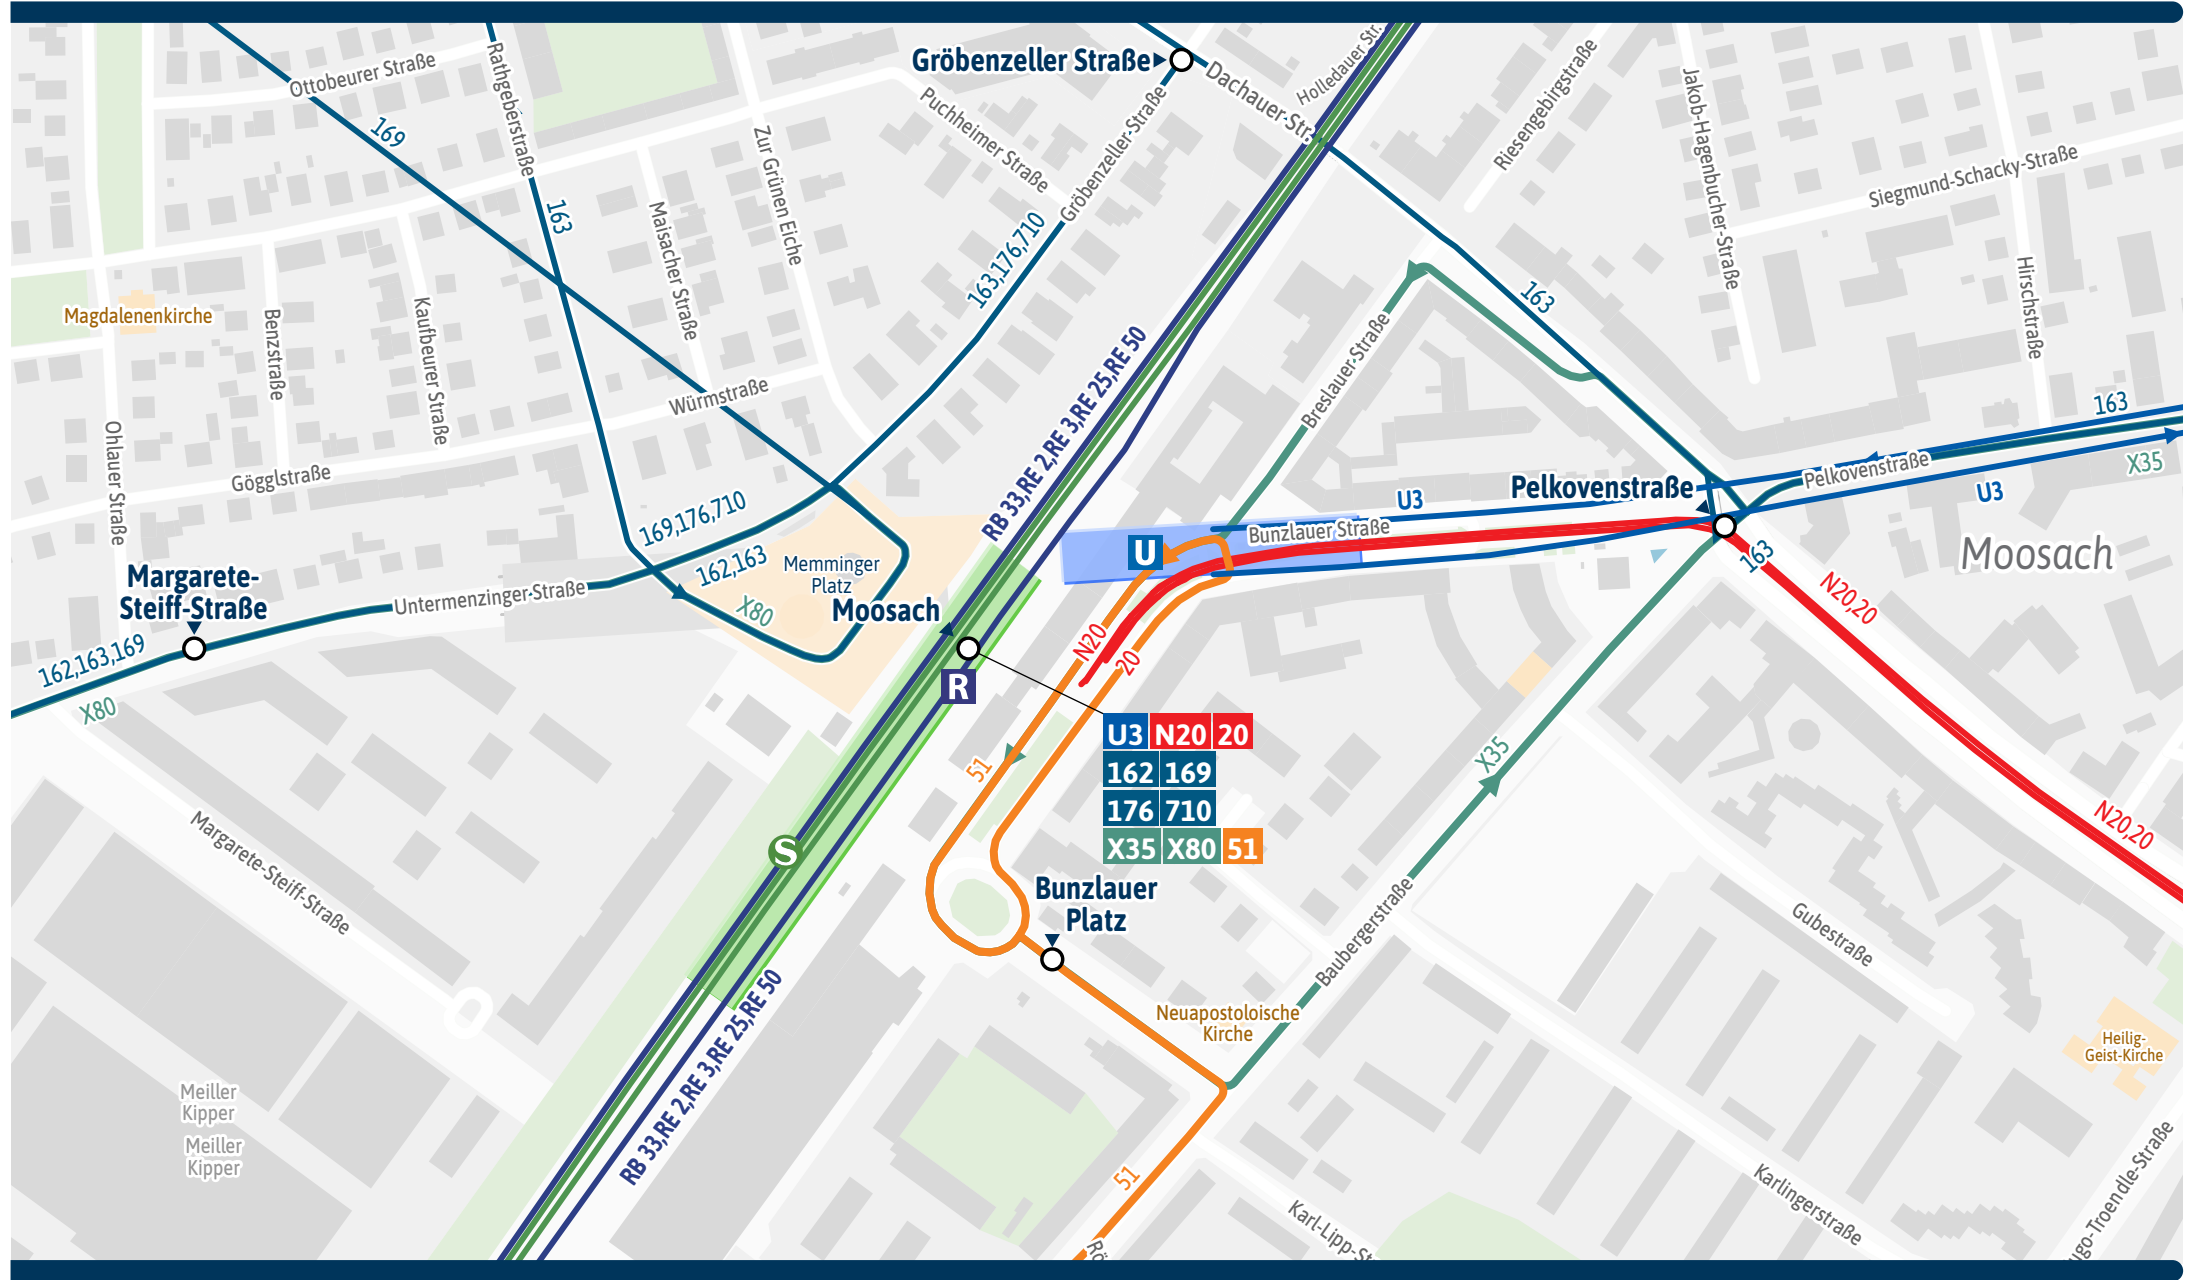 Gröbenzeller Straße
Dachauer-Str.
Holledauer Str.
Riesengebirgstraße
Jakob-Hagenbucher-Straße
Siegmund-Schacky-Straße
Hirschstraße
Ottobeurer Straße
Rathgeberstraße
169
163
Zur Grünen Eiche
Puchheimer Straße
Gröbenzeller-Straße
163,176,710
Maisacher Straße
Magdalenenkirche
Benzstraße
Kaufbeurer Straße
Würmstraße
Ohlauer Straße
Gögglstraße
RB 33,RE 2,RE 3,RE 25,RE 50
Breslauer-Straße
163
163
X35
U3
Pelkovenstraße
Pelkovenstraße
U3
Bunzlauer Straße
U
163
Moosach
N20,20
N20,20
169,176,710
162,163
X80
Memminger
Platz
Moosach
Margarete-
Steiff-Straße
Untermenzinger-Straße
162,163,169
X80
R
S
N20
20
51
U3 N20 20
162 169
176 710
X35 X80 51
Bunzlauer
Platz
X35
Baubergerstraße
Gubestraße
Margarete-Steiff-Straße
Neuapostoloische
Kirche
Heilig-
Geist-Kirche
Meiller
Kipper
Meiller
Kipper
RB 33,RE 2,RE 3,RE 25,RE 50
51
Rö
Karl-Lipp-St
Karlingerstraße
ugo-Troendle-Straße